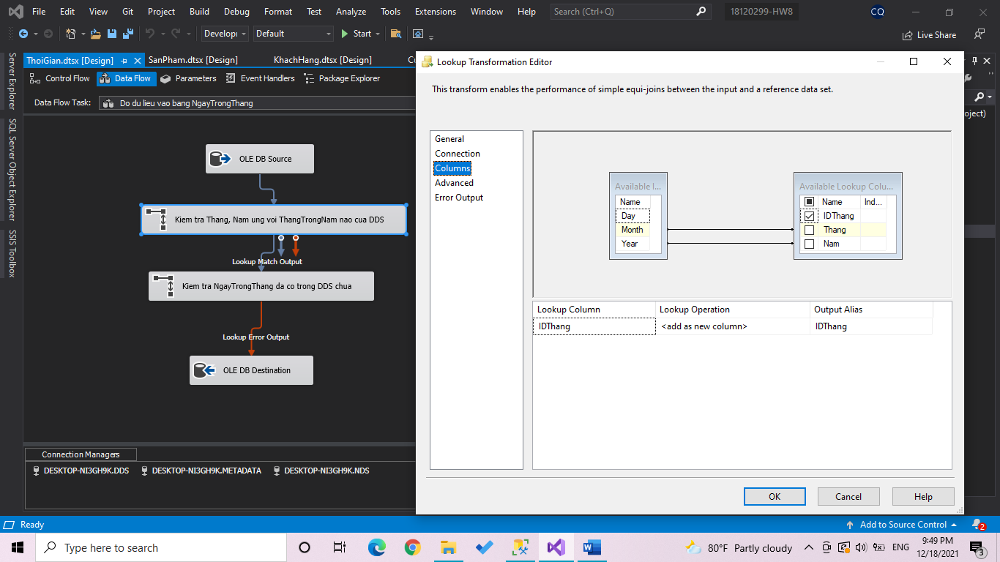 File Edit View Git Project Build Debug Format Test Analyze Tools Extensions Window Help Search (Ctrl+Q) 18120299-HW8 CQ
Develop Default Start Live Share
ThoiGian.dtsx [Design] SanPham.dtsx [Design] KhachHang.dtsx [Design]
Control Flow Data Flow Parameters Event Handlers Package Explorer
Data Flow Task: Do du lieu vao bang NgayTrongThang
Server Explorer
SQL Server Object Explorer
SSIS Toolbox
OLE DB Source
Kiem tra Thang, Nam ung voi ThangTrongNam nao cua DDS
Lookup Match Output
Kiem tra NgayTrongThang da co trong DDS chua
Lookup Error Output
OLE DB Destination
Connection Managers
DESKTOP-NI3GH9K.DDS DESKTOP-NI3GH9K.METADATA DESKTOP-NI3GH9K.NDS
Lookup Transformation Editor
This transform enables the performance of simple equi-joins between the input and a reference data set.
General
Connection
Columns
Advanced
Error Output
Available I...
Name
Day
Month
Year
Available Lookup Colu...
Name Ind...
IDThang
Thang
Nam
Lookup Column Lookup Operation Output Alias
IDThang <add as new column> IDThang
OK Cancel Help
oject)
Ready Add to Source Control 2
Type here to search 80°F Partly cloudy ENG 9:49 PM
12/18/2021 3